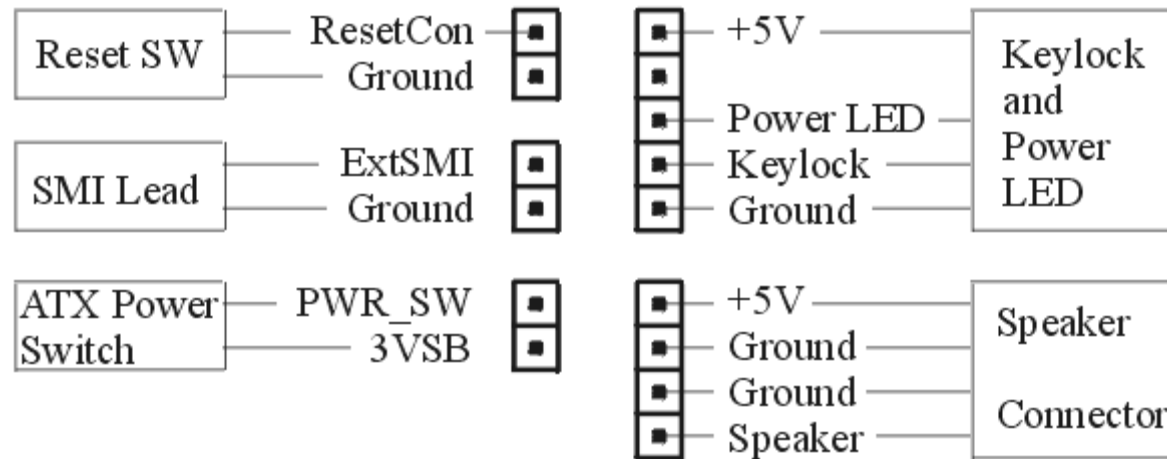 Reset SW
ResetCon
Ground
SMI Lead
ExtSMI
Ground
ATX Power
Switch
PWR_SW
3VSB
+5V
Power LED
Keylock
Ground
Keylock
and
Power
LED
+5V
Ground
Ground
Speaker
Speaker
Connector